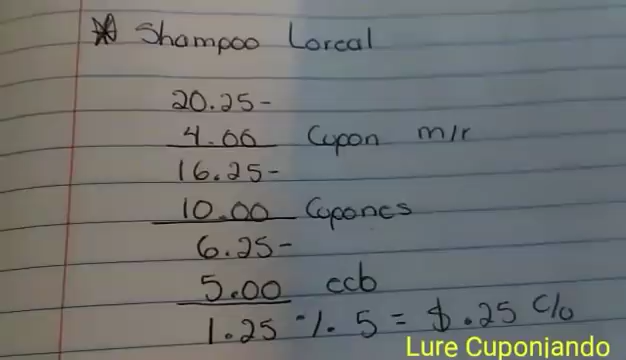 * Shampoo Loreal
20.25-
4.00 Cupon m/r
16.25-
10.00 Cupones
6.25-
5.00 ccb
1.25 ·/. 5 = $.25 c/o
Lure Cuponiando